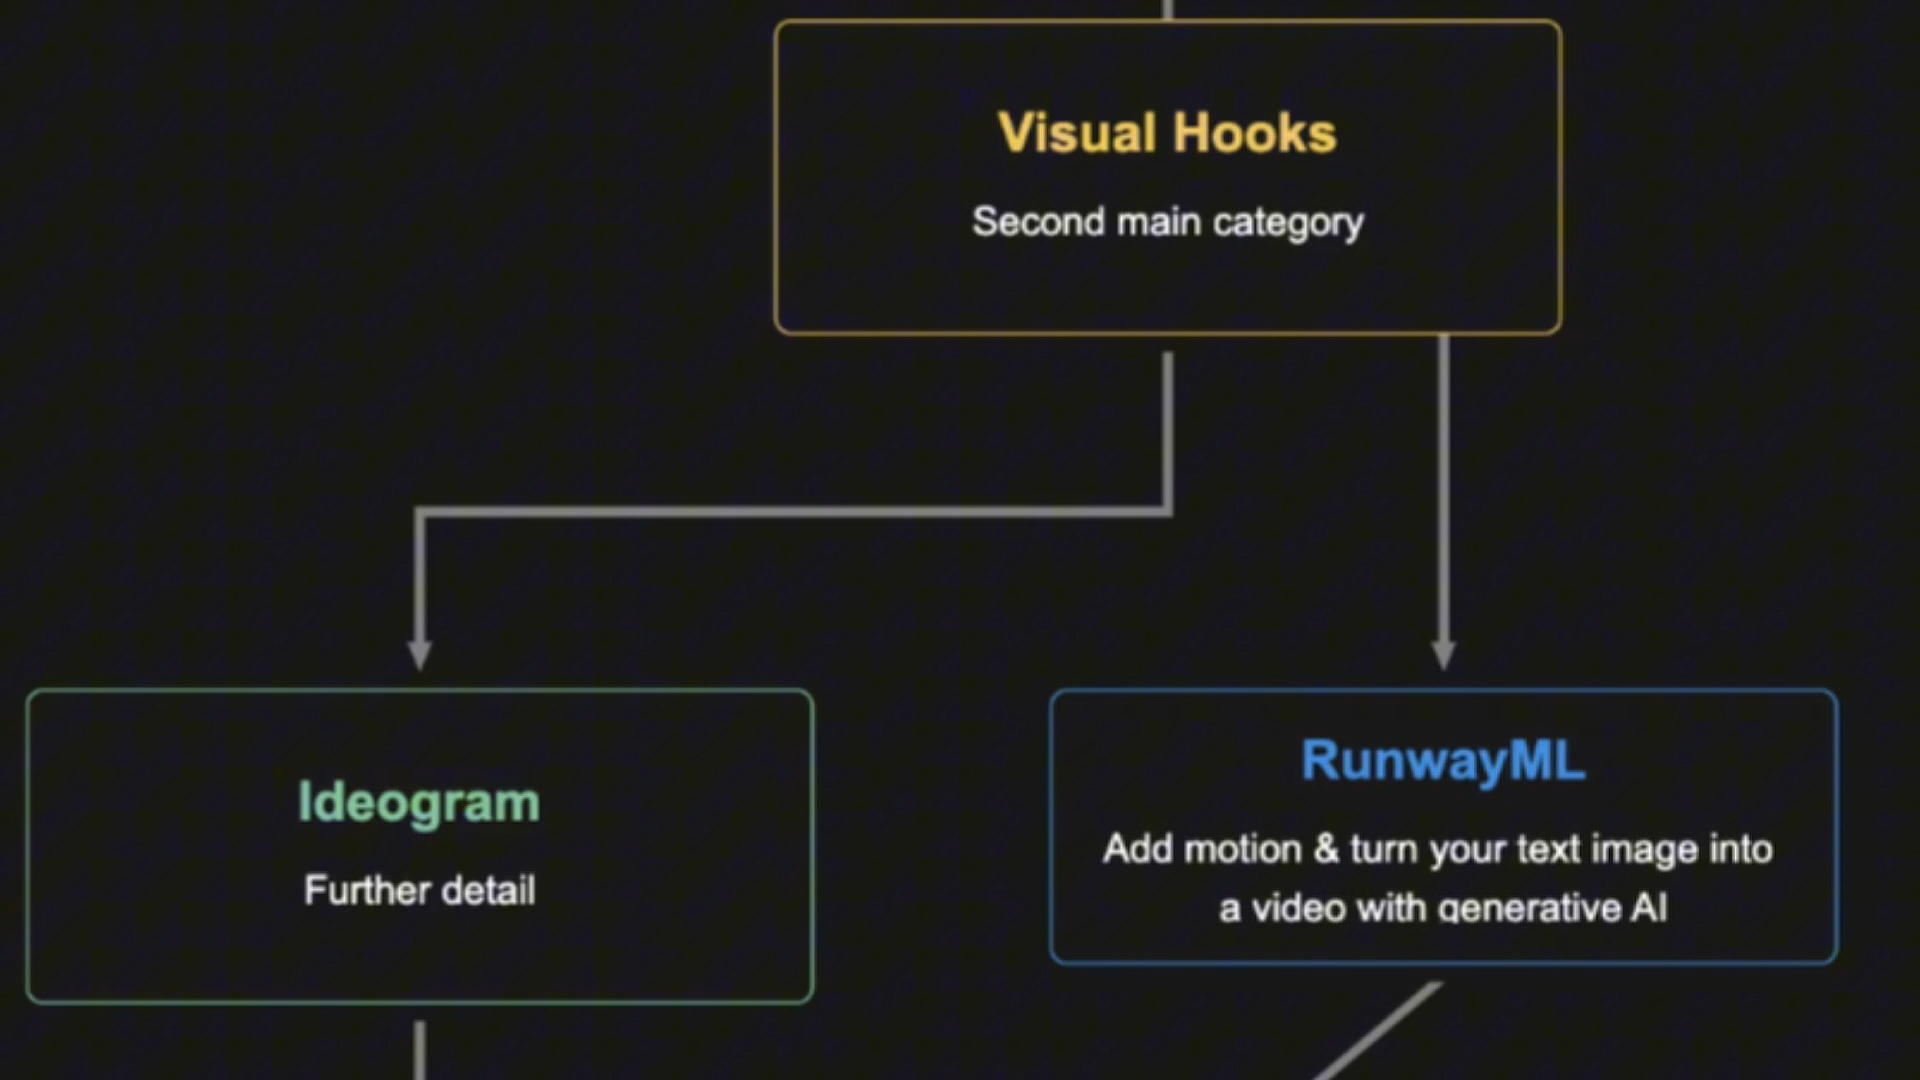 Visual Hooks
Second main category
Ideogram
Further detail
RunwayML
Add motion & turn your text image into
a video with generative AI